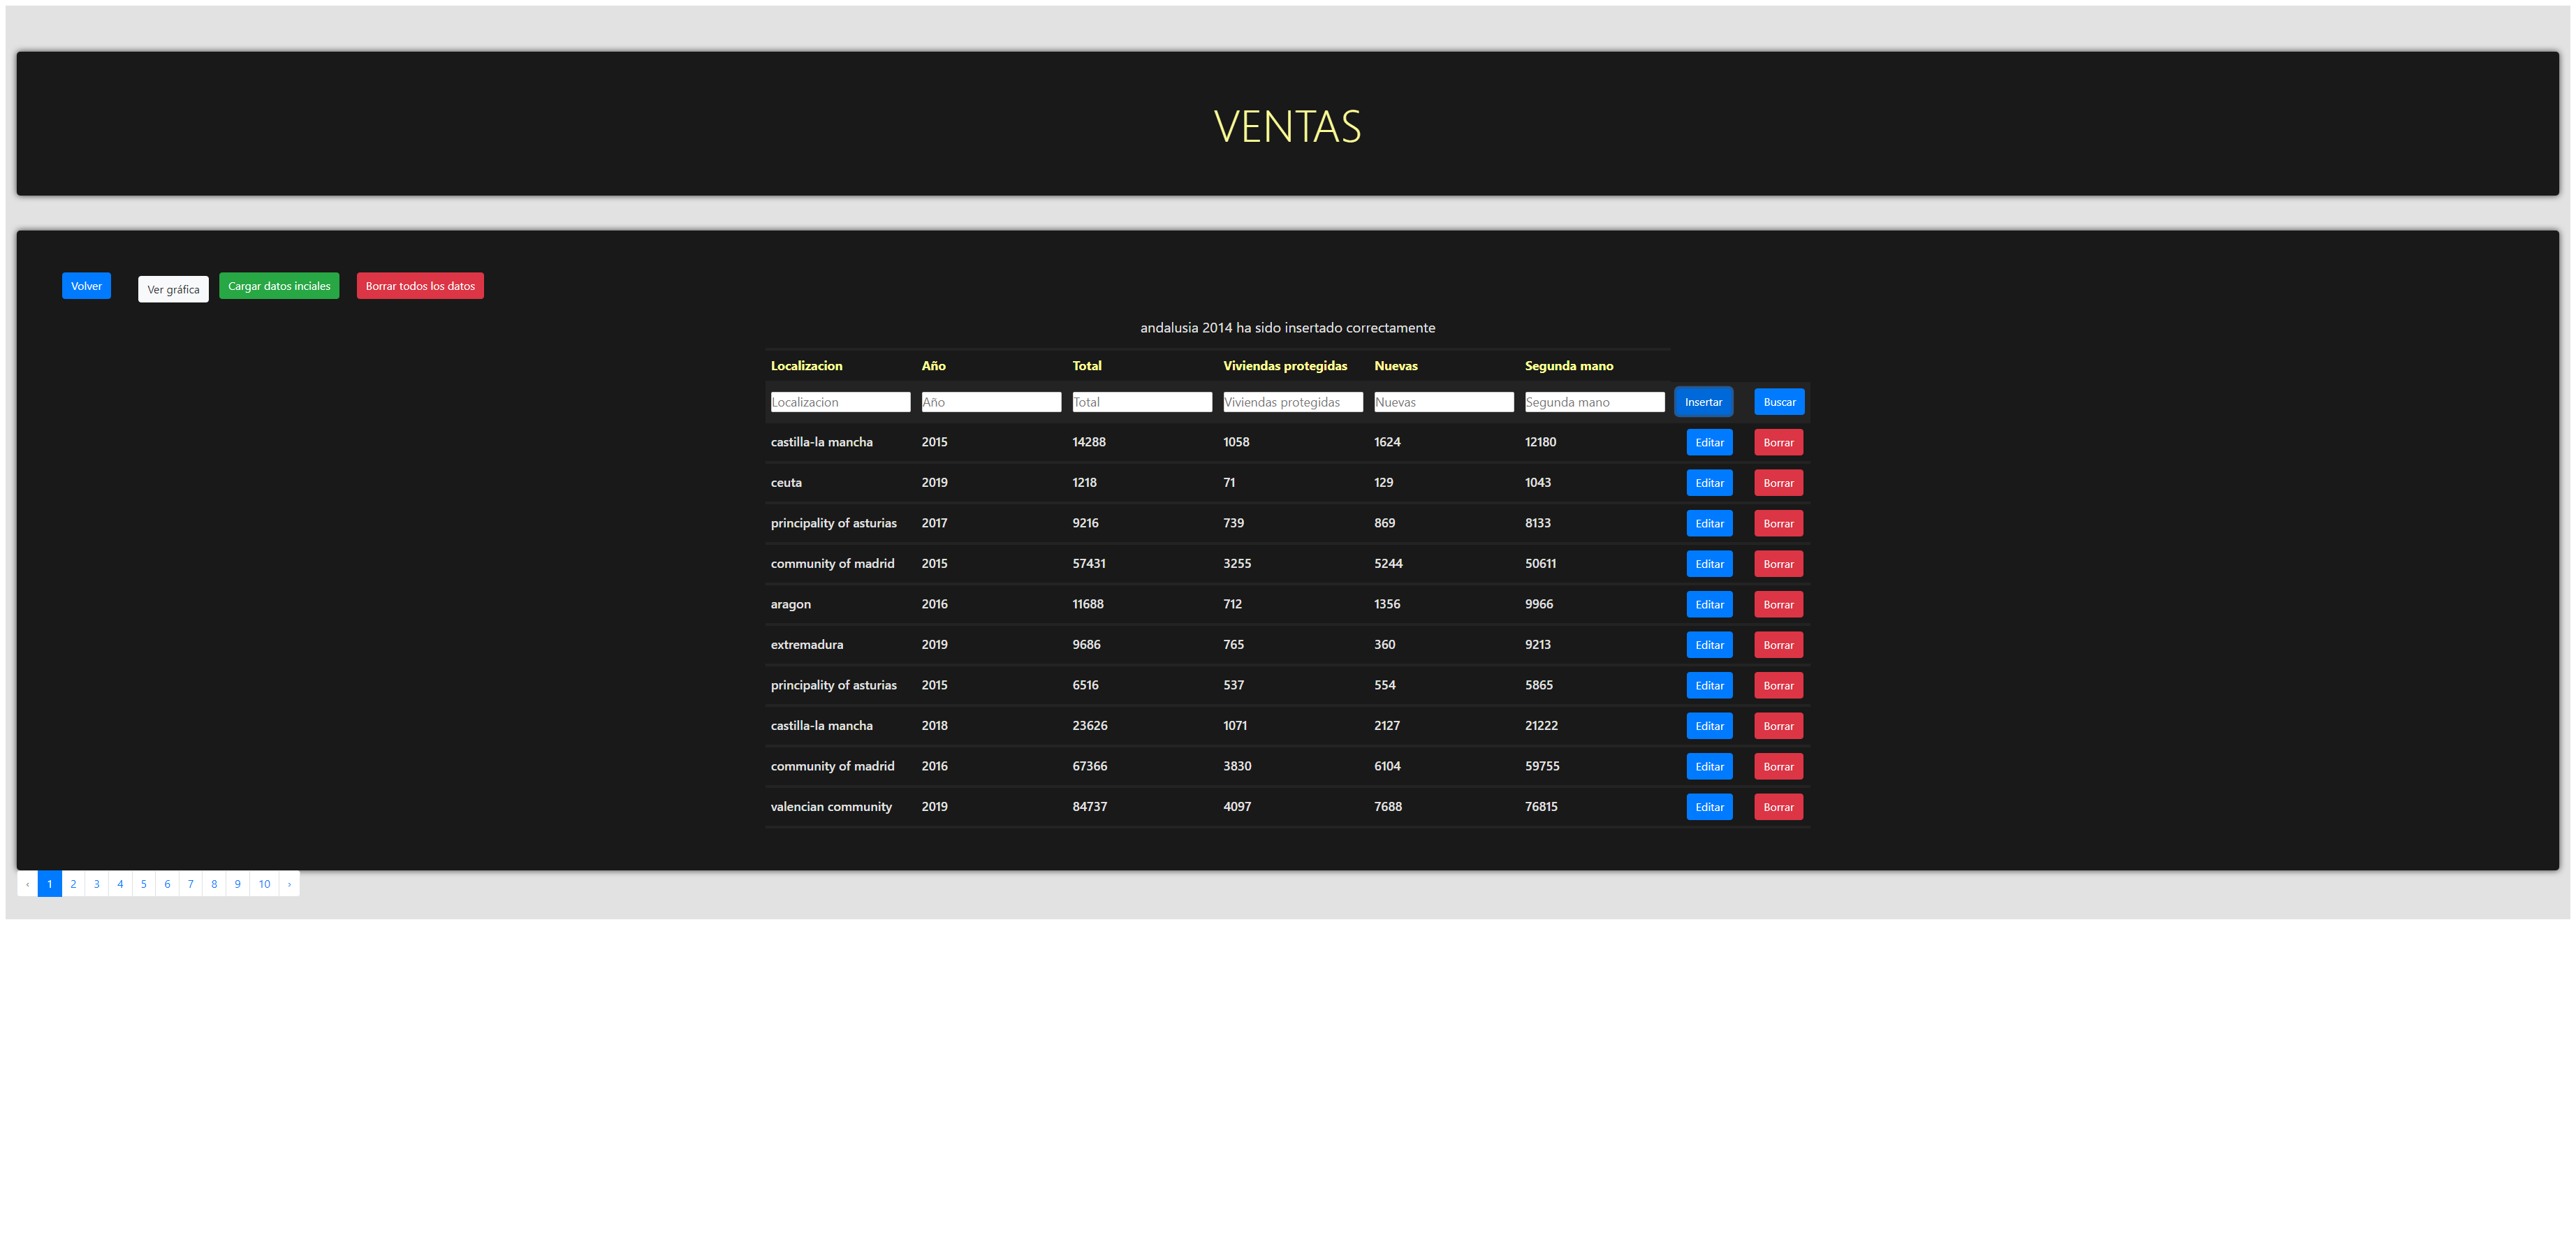 VENTAS
Volver Ver gráfica Cargar datos inciales Borrar todos los datos
andalusia 2014 ha sido insertado correctamente
Localizacion Año Total Viviendas protegidas Nuevas Segunda mano
Localizacion Año Total Viviendas protegidas Nuevas Segunda mano Insertar Buscar
castilla-la mancha 2015 14288 1058 1624 12180 Editar Borrar
ceuta 2019 1218 71 129 1043 Editar Borrar
principality of asturias 2017 9216 739 869 8133 Editar Borrar
community of madrid 2015 57431 3255 5244 50611 Editar Borrar
aragon 2016 11688 712 1356 9966 Editar Borrar
extremadura 2019 9686 765 360 9213 Editar Borrar
principality of asturias 2015 6516 537 554 5865 Editar Borrar
castilla-la mancha 2018 23626 1071 2127 21222 Editar Borrar
community of madrid 2016 67366 3830 6104 59755 Editar Borrar
valencian community 2019 84737 4097 7688 76815 Editar Borrar
‹ 1 2 3 4 5 6 7 8 9 10 ›